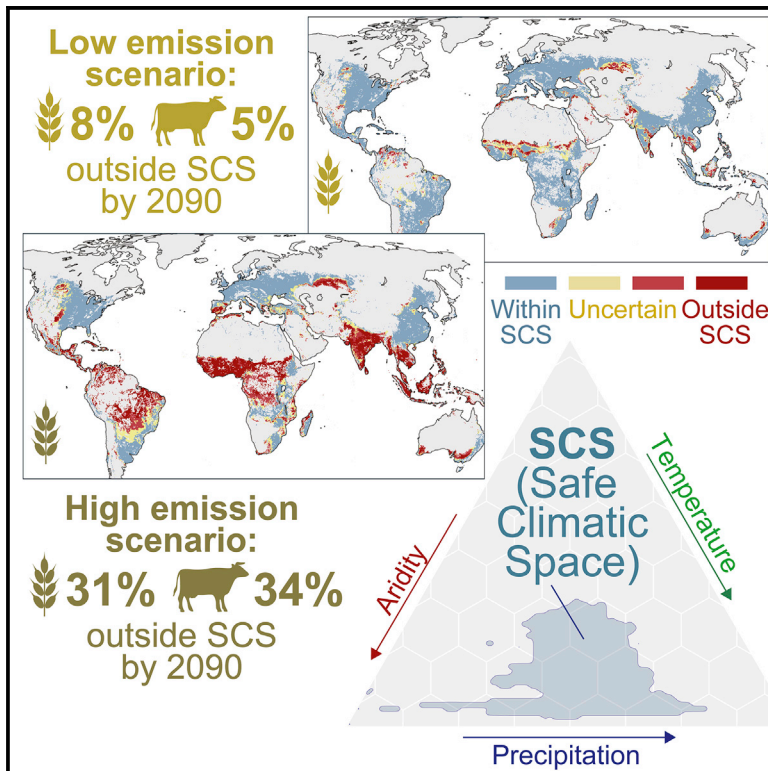 Low emission
scenario:
8% 5%
outside SCS
by 2090
Within
SCS
Uncertain
Outside
SCS
High emission
scenario:
31% 34%
outside SCS
by 2090
SCS
(Safe
Climatic
Space)
Aridity
Temperature
Precipitation